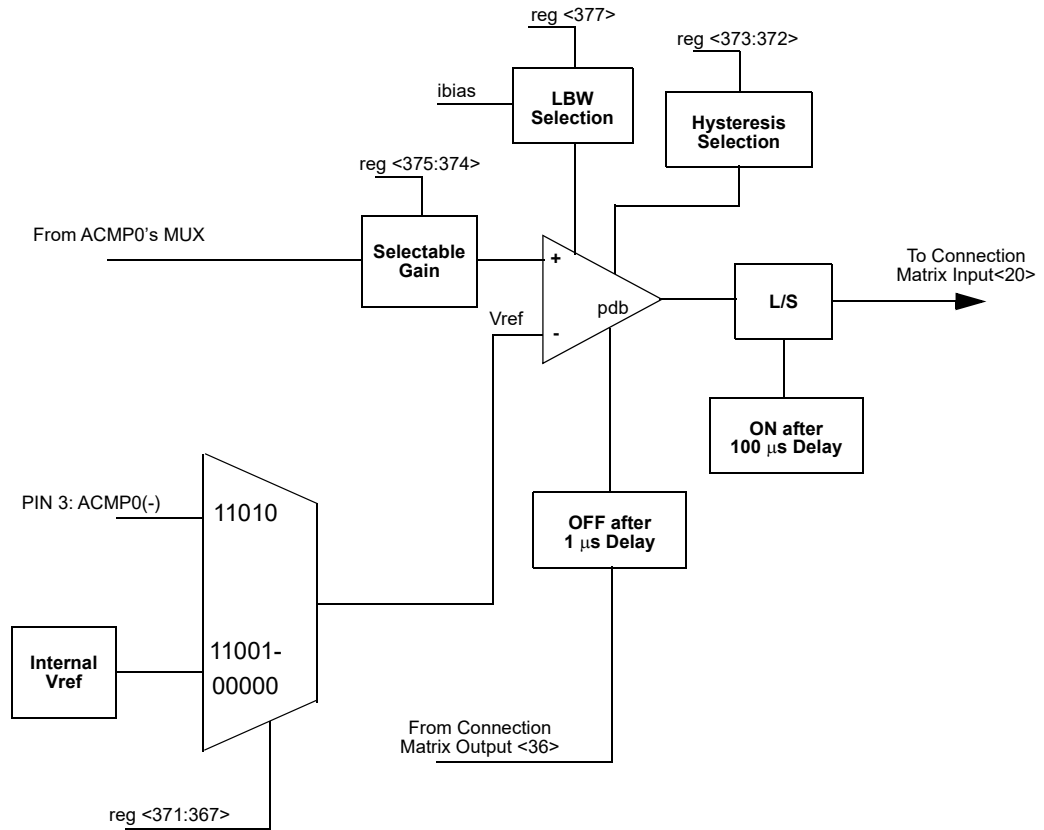 reg <377>
reg <373:372>
ibias
LBW
Selection
Hysteresis
Selection
reg <375:374>
From ACMP0's MUX
Selectable
Gain
+
To Connection
Matrix Input<20>
L/S
pdb
Vref
-
ON after
100 μs Delay
PIN 3: ACMP0(-)
11010
OFF after
1 μs Delay
Internal
Vref
11001-
00000
From Connection
Matrix Output <36>
reg <371:367>